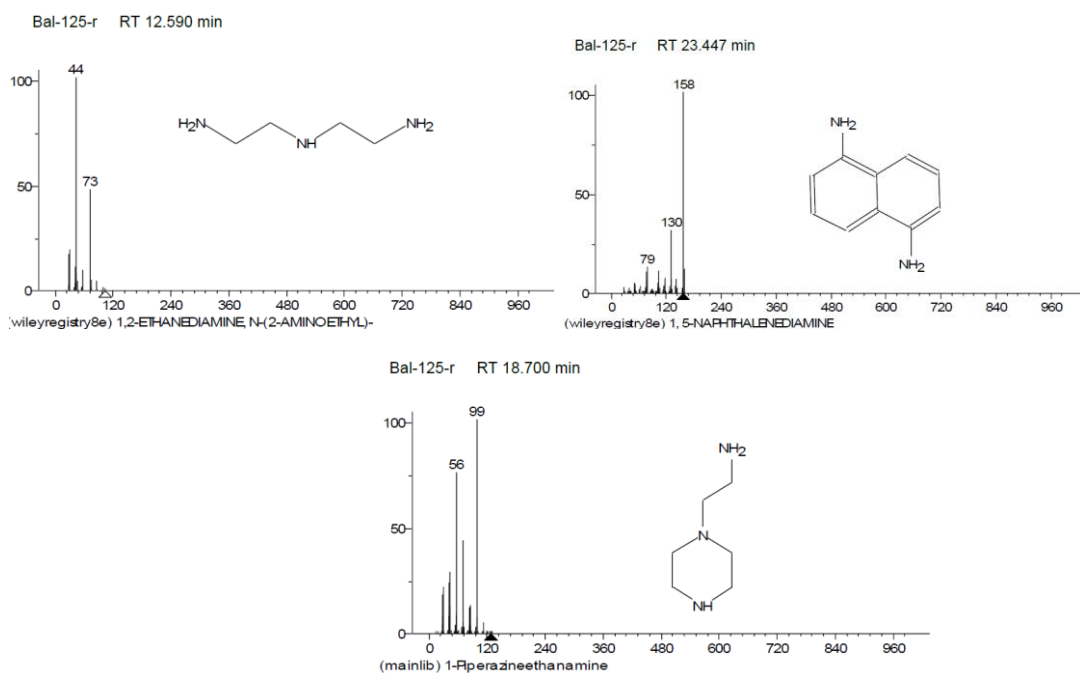 Bal-125-r RT 12.590 min
100
44
50
73
0
H2N
NH
NH2
0 120 240 360 480 600 720 840 960
(wileyregistry8e) 1,2-ETHANEDIAMINE, N-(2-AMINOETHYL)-
Bal-125-r RT 23.447 min
100
158
50
130
79
0
NH2
NH2
0 120 240 360 480 600 720 840 960
(wileyregistry8e) 1, 5-NAPHTHALENEDIAMINE
Bal-125-r RT 18.700 min
100
99
56
50
0
NH2
N
NH
0 120 240 360 480 600 720 840 960
(mainlib) 1-Piperazineethanamine